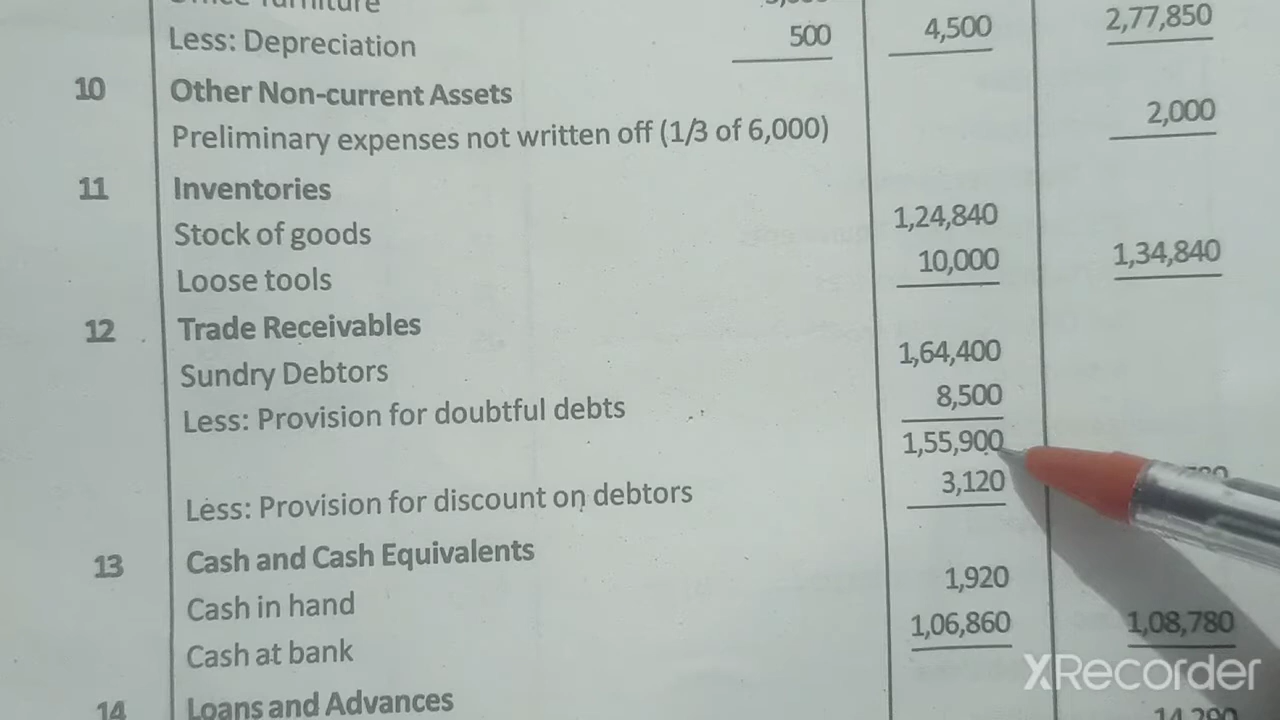 Office furniture
Less: Depreciation 500 4,500 2,77,850
10 Other Non-current Assets
Preliminary expenses not written off (1/3 of 6,000) 2,000
11 Inventories
Stock of goods 1,24,840
Loose tools 10,000 1,34,840
12 Trade Receivables
Sundry Debtors 1,64,400
Less: Provision for doubtful debts 8,500
1,55,900
Less: Provision for discount on debtors 3,120
13 Cash and Cash Equivalents
Cash in hand 1,920
Cash at bank 1,06,860 1,08,780
14 Loans and Advances
XRecorder